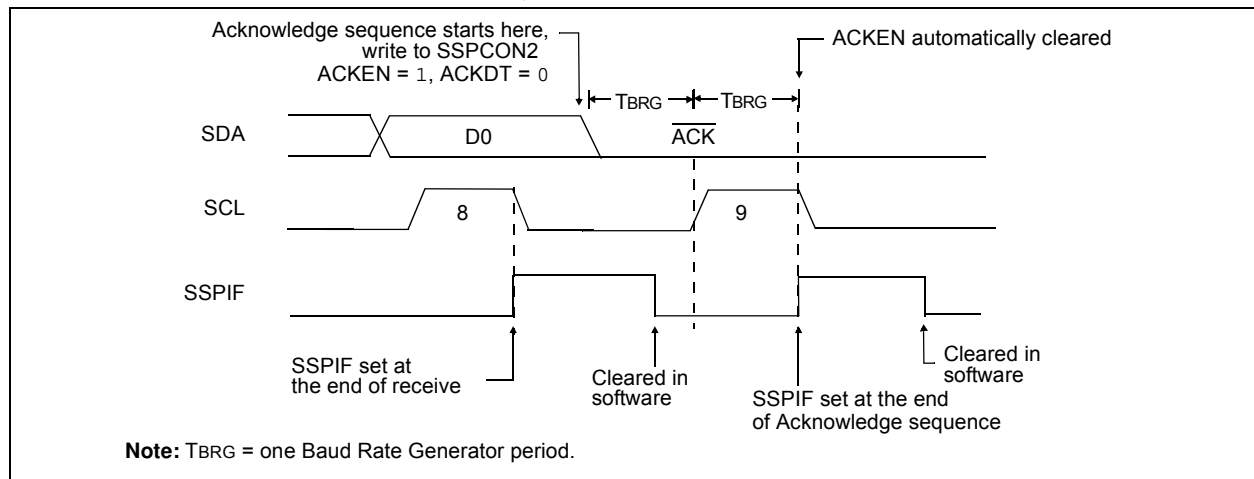 Acknowledge sequence starts here,
write to SSPCON2
ACKEN = 1, ACKDT = 0
ACKEN automatically cleared
TBRG
TBRG
SDA
D0
ACK
SCL
8
9
SSPIF
SSPIF set at
the end of receive
Cleared in
software
SSPIF set at the end
of Acknowledge sequence
Cleared in
software
Note: TBRG = one Baud Rate Generator period.